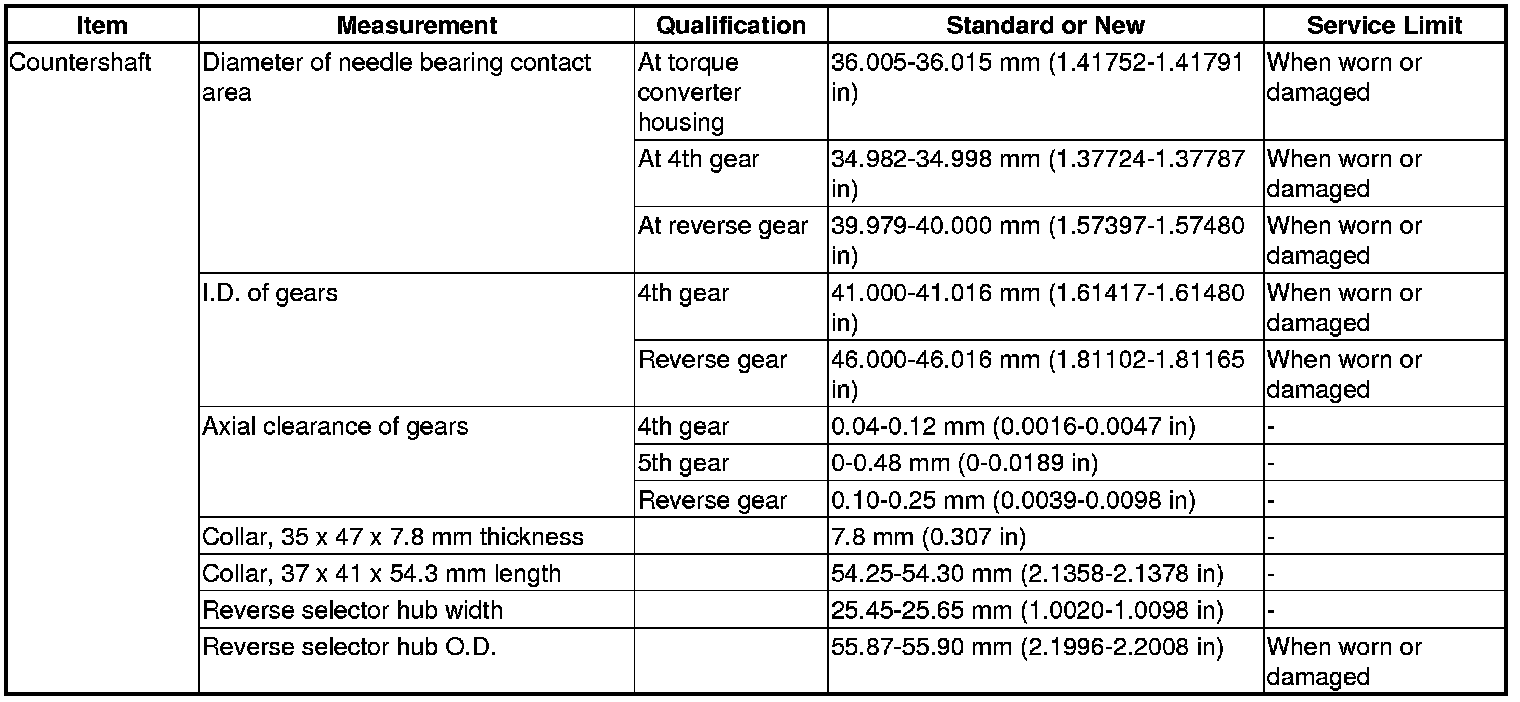 Item Measurement Qualification Standard or New Service Limit
Countershaft Diameter of needle bearing contact At torque 36.005-36.015 mm (1.41752-1.41791 When worn or
area converter in) damaged
housing
At 4th gear 34.982-34.998 mm (1.37724-1.37787 When worn or
in) damaged
At reverse gear 39.979-40.000 mm (1.57397-1.57480 When worn or
in) damaged
I.D. of gears 4th gear 41.000-41.016 mm (1.61417-1.61480 When worn or
in) damaged
Reverse gear 46.000-46.016 mm (1.81102-1.81165 When worn or
in) damaged
Axial clearance of gears 4th gear 0.04-0.12 mm (0.0016-0.0047 in) -
5th gear 0-0.48 mm (0-0.0189 in) -
Reverse gear 0.10-0.25 mm (0.0039-0.0098 in) -
Collar, 35 x 47 x 7.8 mm thickness 7.8 mm (0.307 in) -
Collar, 37 x 41 x 54.3 mm length 54.25-54.30 mm (2.1358-2.1378 in) -
Reverse selector hub width 25.45-25.65 mm (1.0020-1.0098 in) -
Reverse selector hub O.D. 55.87-55.90 mm (2.1996-2.2008 in) When worn or
damaged